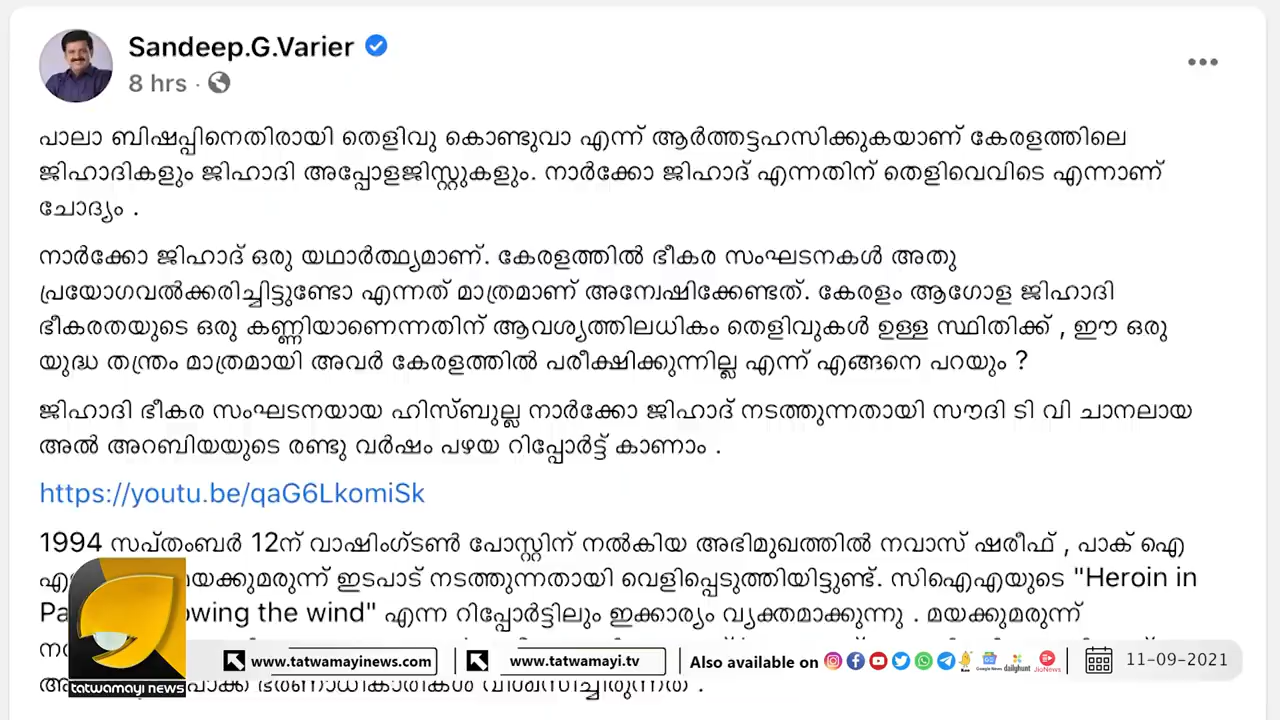 Sandeep.G.Varier
8 hrs ·
പാലാ ബിഷപ്പിനെതിരായി തെളിവു കൊണ്ടുവാ എന്ന് ആർത്തട്ടഹസിക്കുകയാണ് കേരളത്തിലെ
ജിഹാദികളും ജിഹാദി അപ്പോളജിസ്റ്റുകളും. നാർക്കോ ജിഹാദ് എന്നതിന് തെളിവെവിടെ എന്നാണ്
ചോദ്യം .
നാർക്കോ ജിഹാദ് ഒരു യഥാർത്ഥ്യമാണ്. കേരളത്തിൽ ഭീകര സംഘടനകൾ അതു
പ്രയോഗവൽക്കരിച്ചിട്ടുണ്ടോ എന്നത് മാത്രമാണ് അന്വേഷിക്കേണ്ടത്. കേരളം ആഗോള ജിഹാദി
ഭീകരതയുടെ ഒരു കണ്ണിയാണെന്നതിന് ആവശ്യത്തിലധികം തെളിവുകൾ ഉള്ള സ്ഥിതിക്ക് , ഈ ഒരു
യുദ്ധ തന്ത്രം മാത്രമായി അവർ കേരളത്തിൽ പരീക്ഷിക്കുന്നില്ല എന്ന് എങ്ങനെ പറയും ?
ജിഹാദി ഭീകര സംഘടനയായ ഹിസ്ബുല്ല നാർക്കോ ജിഹാദ് നടത്തുന്നതായി സൗദി ടി വി ചാനലായ
അൽ അറബിയയുടെ രണ്ടു വർഷം പഴയ റിപ്പോർട്ട് കാണാം .
https://youtu.be/qaG6LkomiSk
1994 സപ്തംബർ 12ന് വാഷിംഗ്ടൺ പോസ്റ്റിന് നൽകിയ അഭിമുഖത്തിൽ നവാസ് ഷരീഫ് , പാക് ഐ
മയക്കുമരുന്ന് ഇടപാട് നടത്തുന്നതായി വെളിപ്പെടുത്തിയിട്ടുണ്ട്. സിഐഎയുടെ "Heroin in
the wind" എന്ന റിപ്പോർട്ടിലും ഇക്കാര്യം വ്യക്തമാക്കുന്നു . മയക്കുമരുന്ന്
tatwamayi news
www.tatwamayinews.com
www.tatwamayi.tv
Also available on
Google News
dailyhunt
JioNews
11-09-2021